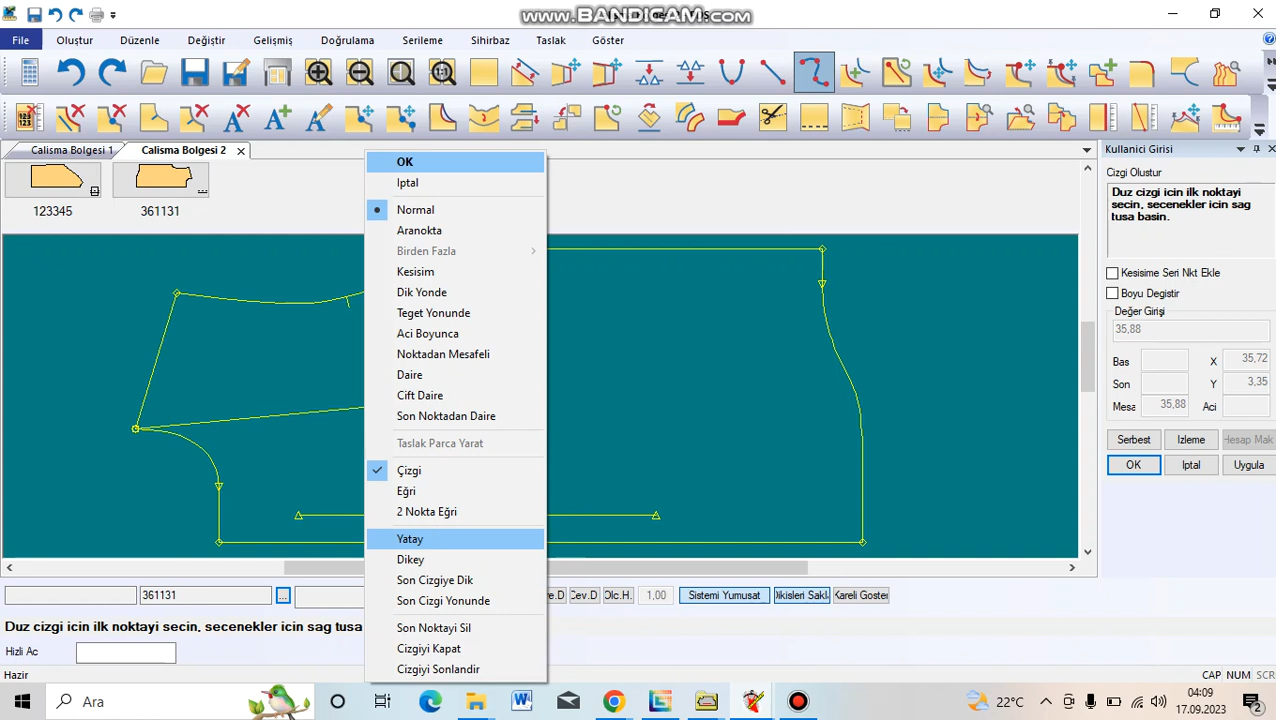 www.BANDICAM.com
File Oluştur Düzenle Değiştir Gelişmiş Doğrulama Serileme Sihirbaz Taslak Göster
Calisma Bolgesi 1 Calisma Bolgesi 2
123345 361131
OK
Iptal
Normal
Aranokta
Birden Fazla
Kesisim
Dik Yonde
Teget Yonunde
Aci Boyunca
Noktadan Mesafeli
Daire
Cift Daire
Son Noktadan Daire
Taslak Parca Yarat
Çizgi
Eğri
2 Nokta Eğri
Yatay
Dikey
Son Cizgiye Dik
Son Cizgi Yonunde
Son Noktayi Sil
Cizgiyi Kapat
Cizgiyi Sonlandir
Kullanici Girisi
Cizgi Olustur
Duz cizgi icin ilk noktayi
secin, secenekler icin sag
tusa basin.
Kesisime Seri Nkt Ekle
Boyu Degistir
Değer Girişi
35,88
Bas X 35,72
Son Y 3,35
Mesz 35,88 Aci
Serbest Izleme Hesap Mak
OK Iptal Uygula
361131 ... e.D Cev.D Olc.H. 1,00 Sistemi Yumusat Dikisleri Sakl Kareli Goster
Duz cizgi icin ilk noktayi secin, secenekler icin sag tusa
Hizli Ac
Hazir CAP NUM SCRL
Ara 22°C 04:09
17.09.2023 2